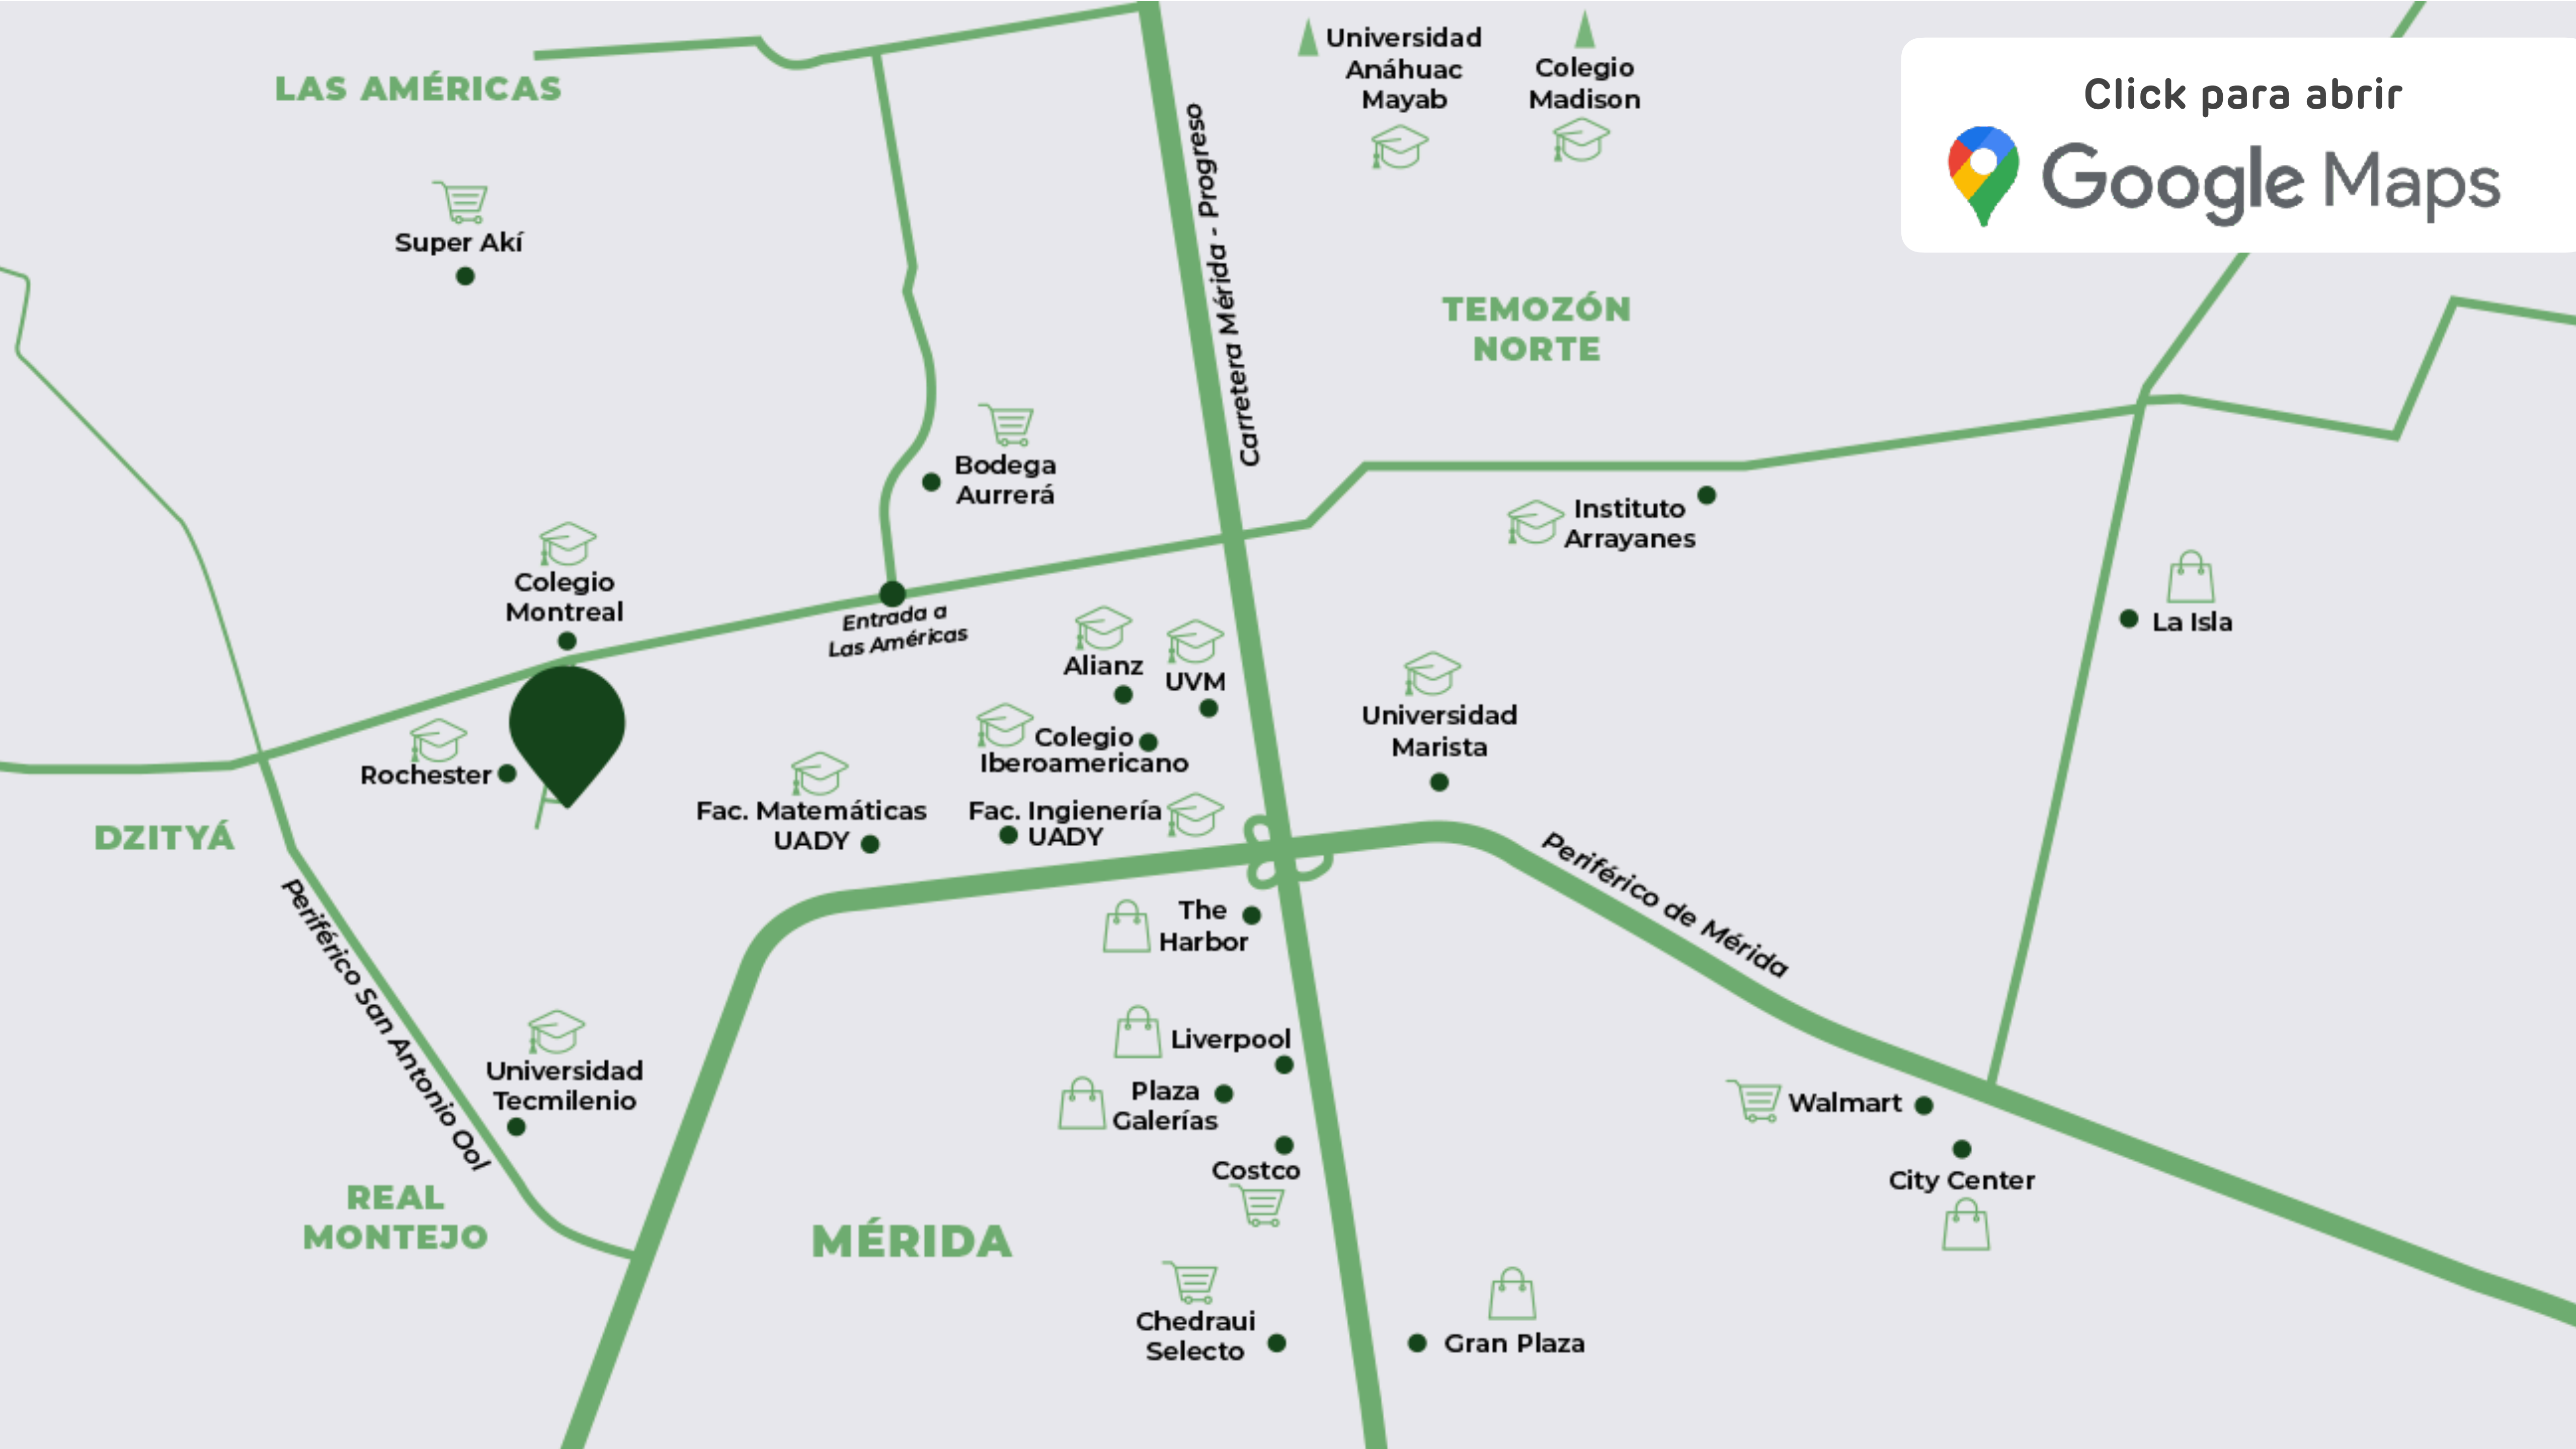 LAS AMÉRICAS
Universidad
Anáhuac
Mayab
Colegio
Madison
Click para abrir
Google Maps
Carretera Mérida - Progreso
Super Akí
TEMOZÓN
NORTE
Bodega
Aurrerá
Instituto
Arrayanes
Colegio
Montreal
Entrada a
Las Américas
La Isla
Alianz
UVM
Universidad
Marista
Colegio
Iberoamericano
Rochester
DZITYÁ
Fac. Matemáticas
UADY
Fac. Ingienería
UADY
Periférico de Mérida
Periférico San Antonio Ool
The
Harbor
Liverpool
Plaza
Galerías
Universidad
Tecmilenio
Walmart
Costco
City Center
REAL
MONTEJO
MÉRIDA
Chedraui
Selecto
Gran Plaza